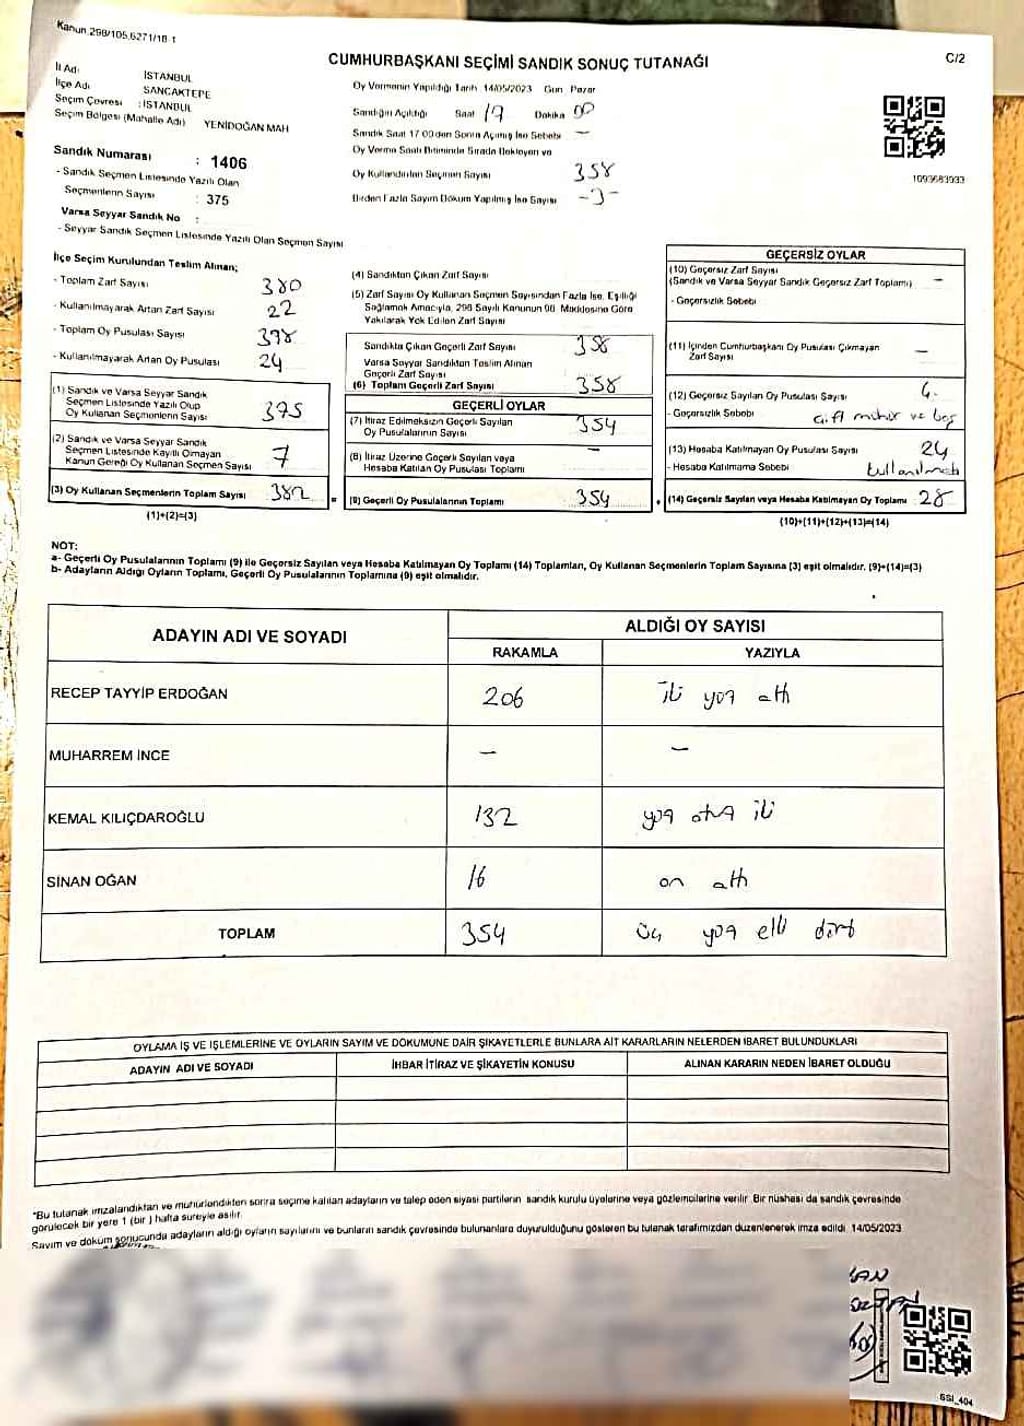 Kanun 298/105,6271/18-1
C/2
CUMHURBAŞKANI SEÇİMİ SANDIK SONUÇ TUTANAĞI
İl Adı : İSTANBUL
İlçe Adı SANCAKTEPE
Seçim Çevresi : İSTANBUL
Seçim Bölgesi (Mahalle Adı) YENİDOĞAN MAH
Sandık Numarası : 1406
- Sandık Seçmen Listesinde Yazılı Olan
Seçmenlerin Sayısı : 375
Varsa Seyyar Sandık No :
- Seyyar Sandık Seçmen Listesinde Yazılı Olan Seçmen Sayısı
Oy Vermenin Yapıldığı Tarih 14/05/2023 Gün Pazar
Sandığın Açıldığı Saat 17 Dakika 00
Sandık Saat 17 00 den Sonra Açılmış İse Sebebi —
Oy Verme Saati Bitiminde Sırada Bekleyen ve
Oy Kullandırılan Seçmen Sayısı 358
Birden Fazla Sayım Döküm Yapılmış İse Sayısı
1093683933
İlçe Seçim Kurulundan Teslim Alınan;
- Toplam Zarf Sayısı 380
- Kullanılmayarak Artan Zarf Sayısı 22
- Toplam Oy Pusulası Sayısı 398
- Kullanılmayarak Artan Oy Pusulası 24
(1) Sandık ve Varsa Seyyar Sandık
Seçmen Listesinde Yazılı Olup
Oy Kullanan Seçmenlerin Sayısı 375
(2) Sandık ve Varsa Seyyar Sandık
Seçmen Listesinde Kayıtlı Olmayan
Kanun Gereği Oy Kullanan Seçmen Sayısı 7
(3) Oy Kullanan Seçmenlerin Toplam Sayısı 382
(1)+(2)=(3)
(4) Sandıktan Çıkan Zarf Sayısı
(5) Zarf Sayısı Oy Kullanan Seçmen Sayısından Fazla İse, Eşitliği
Sağlamak Amacıyla, 298 Sayılı Kanunun 98. Maddesine Göre
Yakılarak Yok Edilen Zarf Sayısı
Sandıkta Çıkan Geçerli Zarf Sayısı 358
Varsa Seyyar Sandıktan Teslim Alınan
Geçerli Zarf Sayısı
(6) Toplam Geçerli Zarf Sayısı 358
GEÇERLİ OYLAR
(7) İtiraz Edilmeksizin Geçerli Sayılan
Oy Pusulalarının Sayısı 354
(8) İtiraz Üzerine Geçerli Sayılan veya
Hesaba Katılan Oy Pusulası Toplamı —
= (9) Geçerli Oy Pusulalarının Toplamı 354
GEÇERSİZ OYLAR
(10) Geçersiz Zarf Sayısı
(Sandık ve Varsa Seyyar Sandık Geçersiz Zarf Toplamı) —
- Geçersizlik Sebebi
(11) İçinden Cumhurbaşkanı Oy Pusulası Çıkmayan
Zarf Sayısı —
(12) Geçersiz Sayılan Oy Pusulası Sayısı 4
- Geçersizlik Sebebi çift mühür ve boş
(13) Hesaba Katılmayan Oy Pusulası Sayısı 24
- Hesaba Katılmama Sebebi kullanılmadı
+ (14) Geçersiz Sayılan veya Hesaba Katılmayan Oy Toplamı 28
(10)+(11)+(12)+(13)=(14)
NOT:
a- Geçerli Oy Pusulalarının Toplamı (9) ile Geçersiz Sayılan veya Hesaba Katılmayan Oy Toplamı (14) Toplamları, Oy Kullanan Seçmenlerin Toplam Sayısına (3) eşit olmalıdır. (9)+(14)=(3)
b- Adayların Aldığı Oyların Toplamı, Geçerli Oy Pusulalarının Toplamına (9) eşit olmalıdır.
ADAYIN ADI VE SOYADI ALDIĞI OY SAYISI
RAKAMLA YAZIYLA
RECEP TAYYİP ERDOĞAN 206 iki yüz altı
MUHARREM İNCE — —
KEMAL KILIÇDAROĞLU 132 yüz otuz iki
SİNAN OĞAN 16 on altı
TOPLAM 354 üç yüz elli dört
OYLAMA İŞ VE İŞLEMLERİNE VE OYLARIN SAYIM VE DÖKÜMÜNE DAİR ŞİKAYETLERLE BUNLARA AİT KARARLARIN NELERDEN İBARET BULUNDUKLARI
ADAYIN ADI VE SOYADI İHBAR İTİRAZ VE ŞİKAYETİN KONUSU ALINAN KARARIN NEDEN İBARET OLDUĞU
*Bu tutanak imzalandıktan ve mühürlendikten sonra seçime katılan adayların ve talep eden siyasi partilerin sandık kurulu üyelerine veya gözlemcilerine verilir. Bir nüshası da sandık çevresinde
görülecek bir yere 1 (bir) hafta süreyle asılır.
Sayım ve döküm sonucunda adayların aldığı oyların sayılarını ve bunların sandık çevresinde bulunanlara duyurulduğunu gösteren bu tutanak tarafımızdan düzenlenerek imza edildi. 14/05/2023
SSI_404